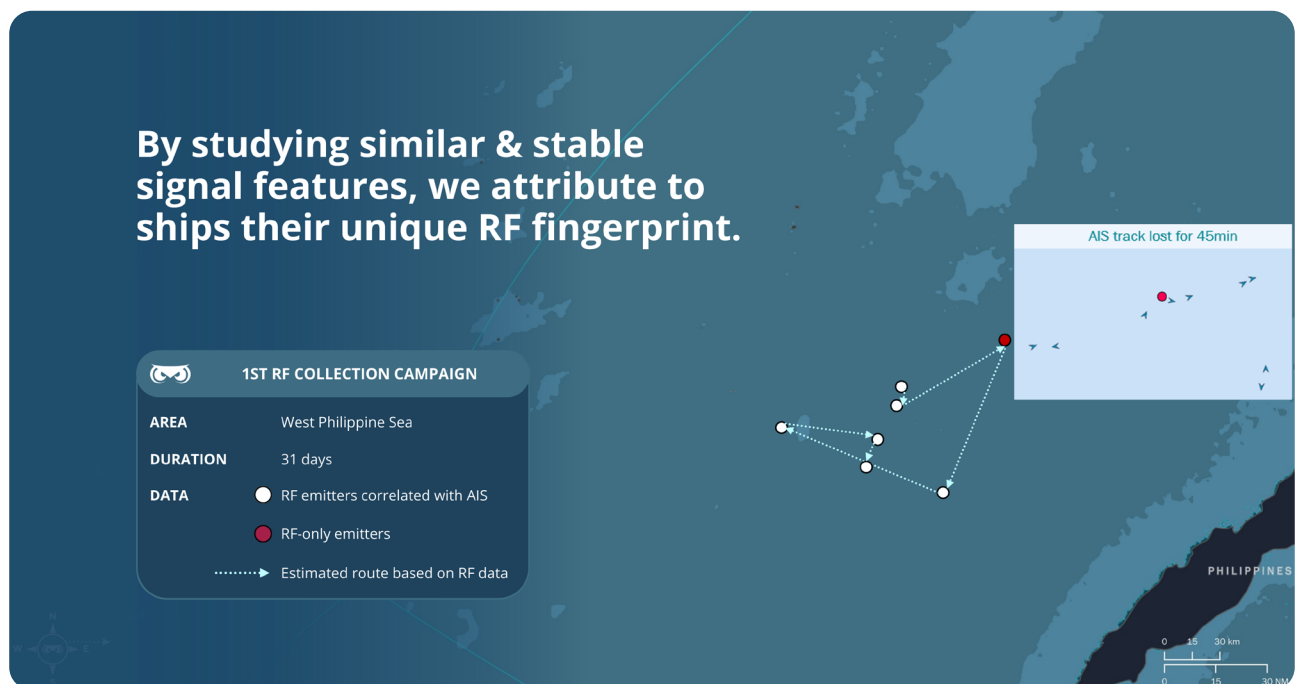 By studying similar & stable
signal features, we attribute to
ships their unique RF fingerprint.
AIS track lost for 45min
1ST RF COLLECTION CAMPAIGN
AREA West Philippine Sea
DURATION 31 days
DATA RF emitters correlated with AIS
RF-only emitters
Estimated route based on RF data
PHILIPPINES
N
W E
S
0 15 30 km
0 15 30 NM